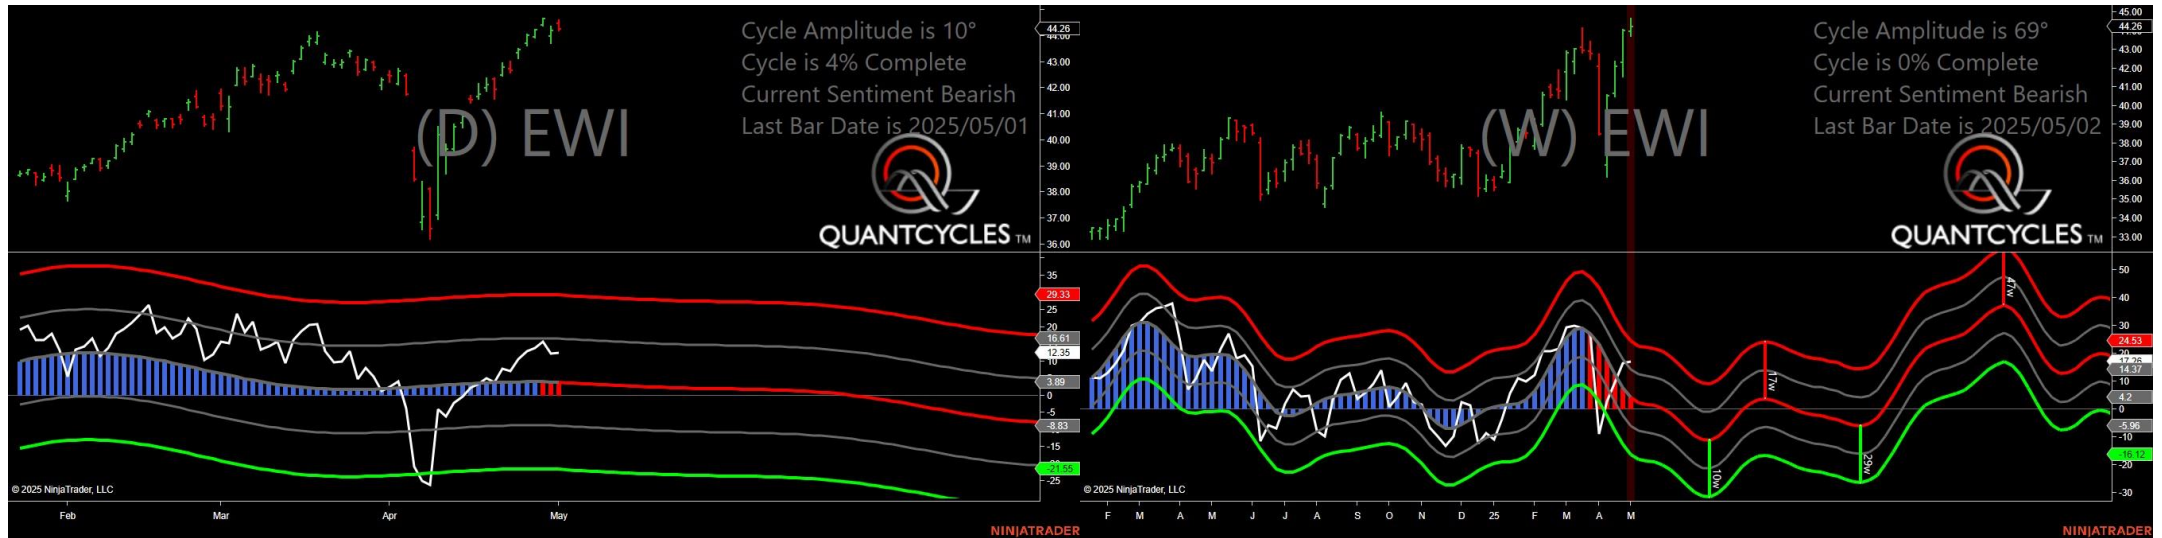 Cycle Amplitude is 10°
Cycle is 4% Complete
Current Sentiment Bearish
Last Bar Date is 2025/05/01
(D) EWI
QUANTCYCLES TM
44.26
44.00
43.00
42.00
41.00
40.00
39.00
38.00
37.00
36.00
35
29.33
25
20
16.61
12.35
10
3.89
0
-5
-8.83
-15
-21.55
-25
© 2025 NinjaTrader, LLC
Feb Mar Apr May
NINJATRADER
Cycle Amplitude is 69°
Cycle is 0% Complete
Current Sentiment Bearish
Last Bar Date is 2025/05/02
(W) EWI
QUANTCYCLES TM
45.00
44.26
43.00
42.00
41.00
40.00
39.00
38.00
37.00
36.00
35.00
34.00
33.00
50
40
30
24.53
17.26
14.37
10
4.2
0
-5.96
-10
-16.12
-20
-30
10w
17w
29w
47w
© 2025 NinjaTrader, LLC
F M A M J J A S O N D 25 F M A M
NINJATRADER